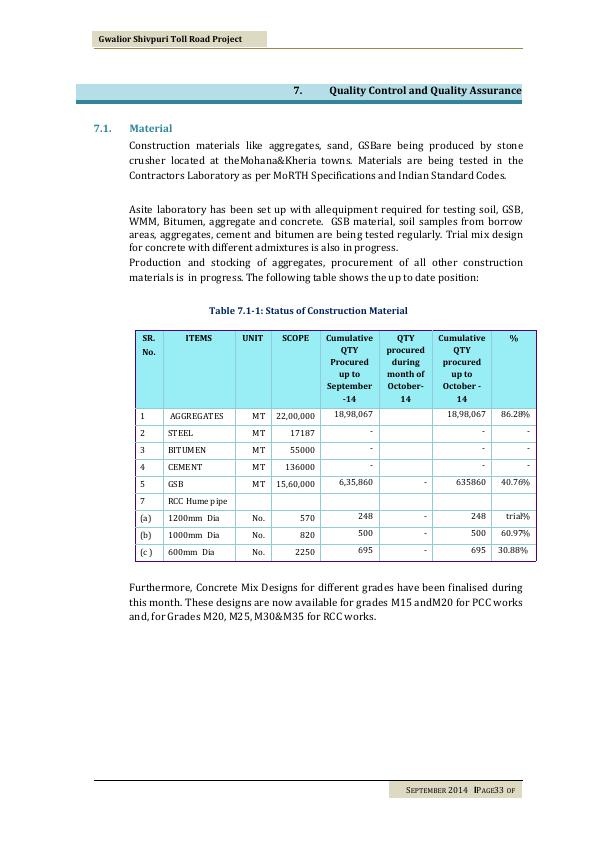 Gwalior Shivpuri Toll Road Project
7. Quality Control and Quality Assurance
7.1. Material
Construction materials like aggregates, sand, GSBare being produced by stone
crusher located at theMohana&Kheria towns. Materials are being tested in the
Contractors Laboratory as per MoRTH Specifications and Indian Standard Codes.
Asite laboratory has been set up with allequipment required for testing soil, GSB,
WMM, Bitumen, aggregate and concrete. GSB material, soil samples from borrow
areas, aggregates, cement and bitumen are being tested regularly. Trial mix design
for concrete with different admixtures is also in progress.
Production and stocking of aggregates, procurement of all other construction
materials is in progress. The following table shows the up to date position:
Table 7.1-1: Status of Construction Material
SR. No. ITEMS UNIT SCOPE Cumulative QTY Procured up to September -14 QTY procured during month of October-14 Cumulative QTY procured up to October -14 %
1 AGGREGATES MT 22,00,000 18,98,067 18,98,067 86.28%
2 STEEL MT 17187 - - -
3 BITUMEN MT 55000 - - -
4 CEMENT MT 136000 - - -
5 GSB MT 15,60,000 6,35,860 - 635860 40.76%
7 RCC Hume pipe
(a) 1200mm Dia No. 570 248 - 248 trial%
(b) 1000mm Dia No. 820 500 - 500 60.97%
(c ) 600mm Dia No. 2250 695 - 695 30.88%
Furthermore, Concrete Mix Designs for different grades have been finalised during
this month. These designs are now available for grades M15 andM20 for PCC works
and, for Grades M20, M25, M30&M35 for RCC works.
SEPTEMBER 2014 lPAGE33 OF